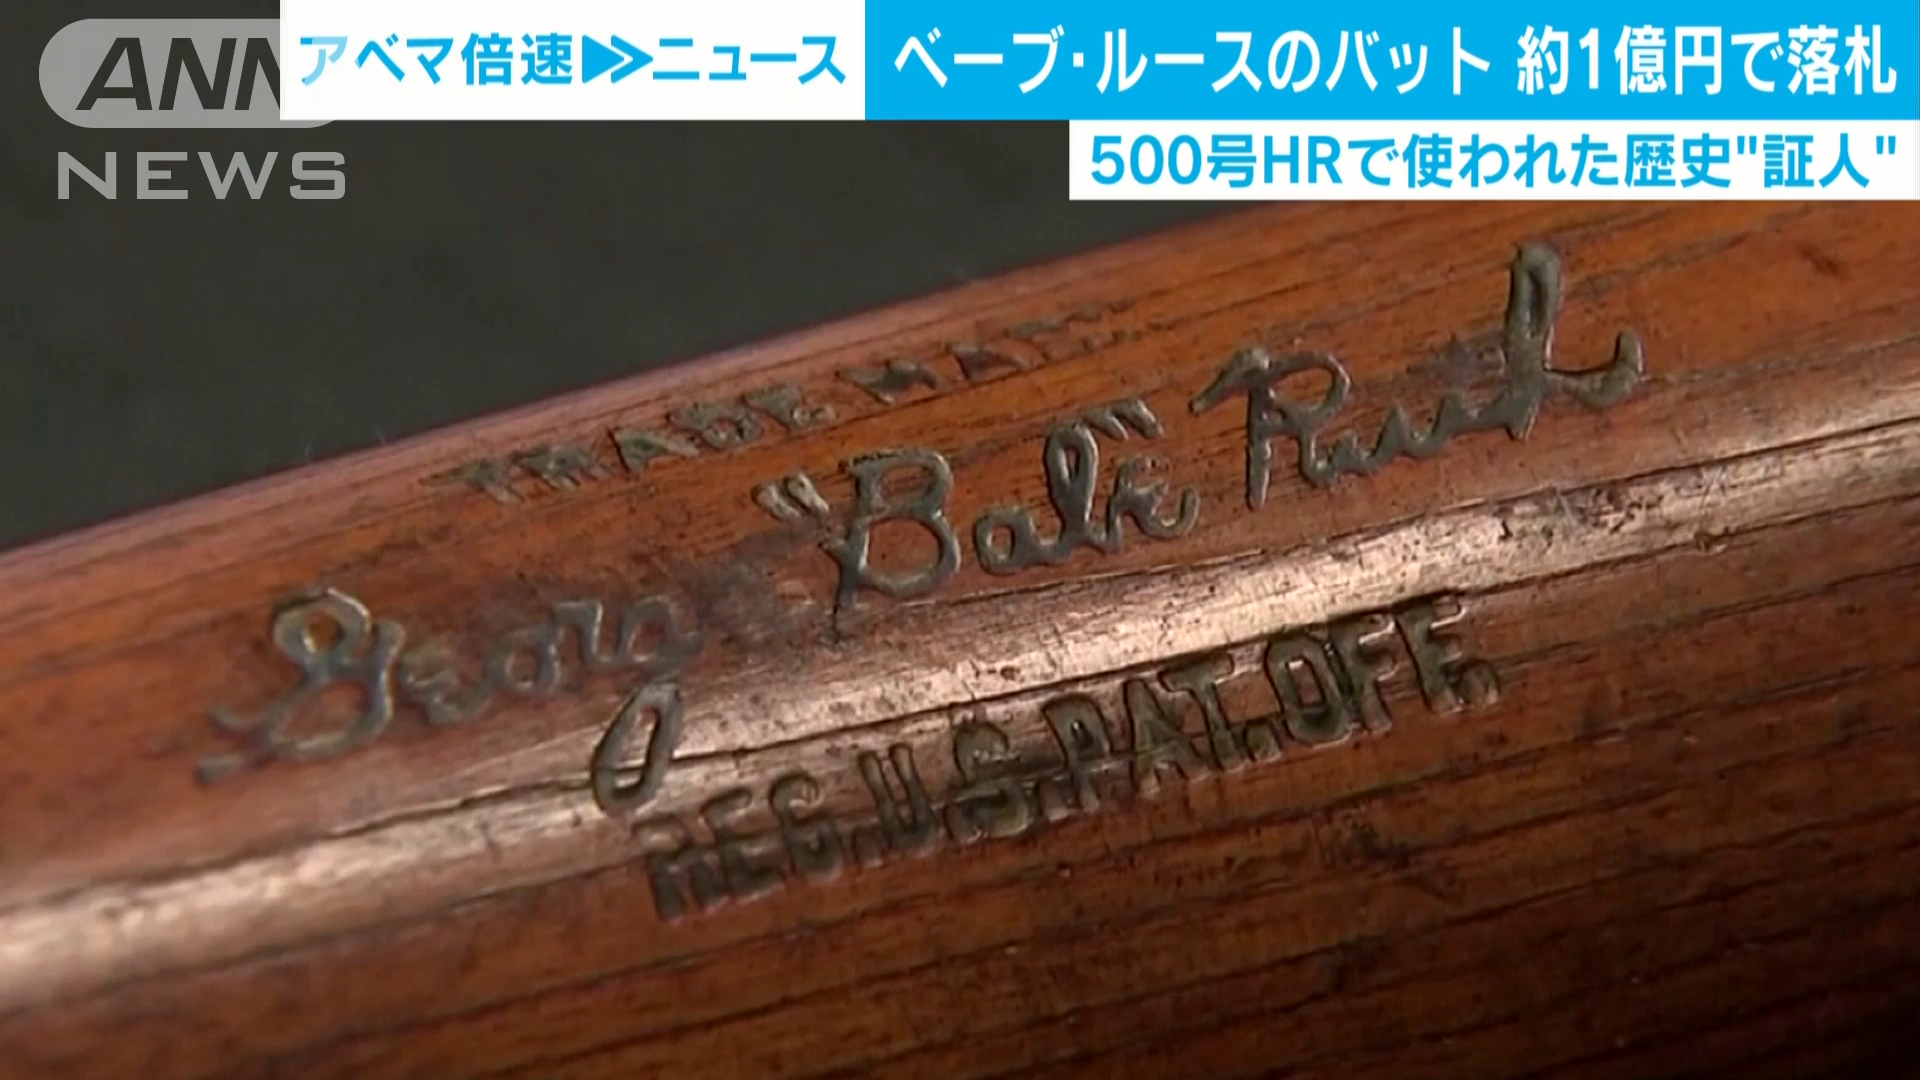 ANN
NEWS
アベマ倍速ニュース
ベーブ・ルースのバット 約1億円で落札
500号HRで使われた歴史"証人"
TRADE MARK
George "Babe" Ruth
REG.U.S.PAT.OFF.